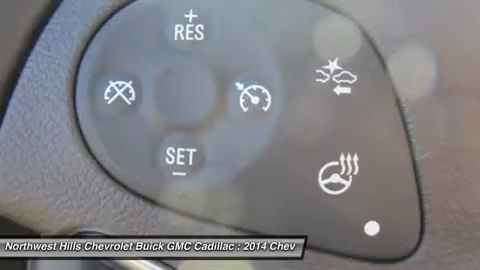 +
RES
SET
−
Northwest Hills Chevrolet Buick GMC Cadillac : 2014 Chev